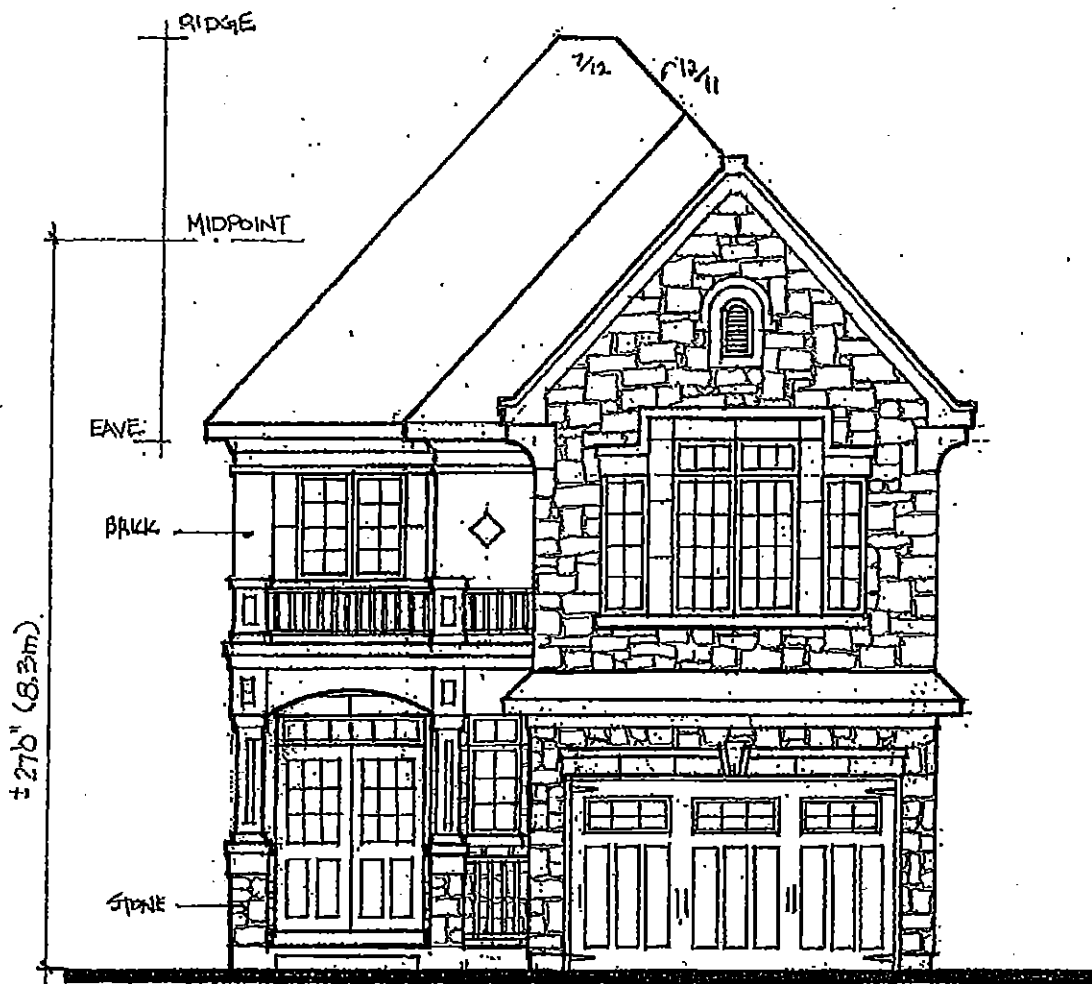 RIDGE
7/12
12/11
MIDPOINT
EAVE
BRICK
±27'6" (8.3m)
STONE